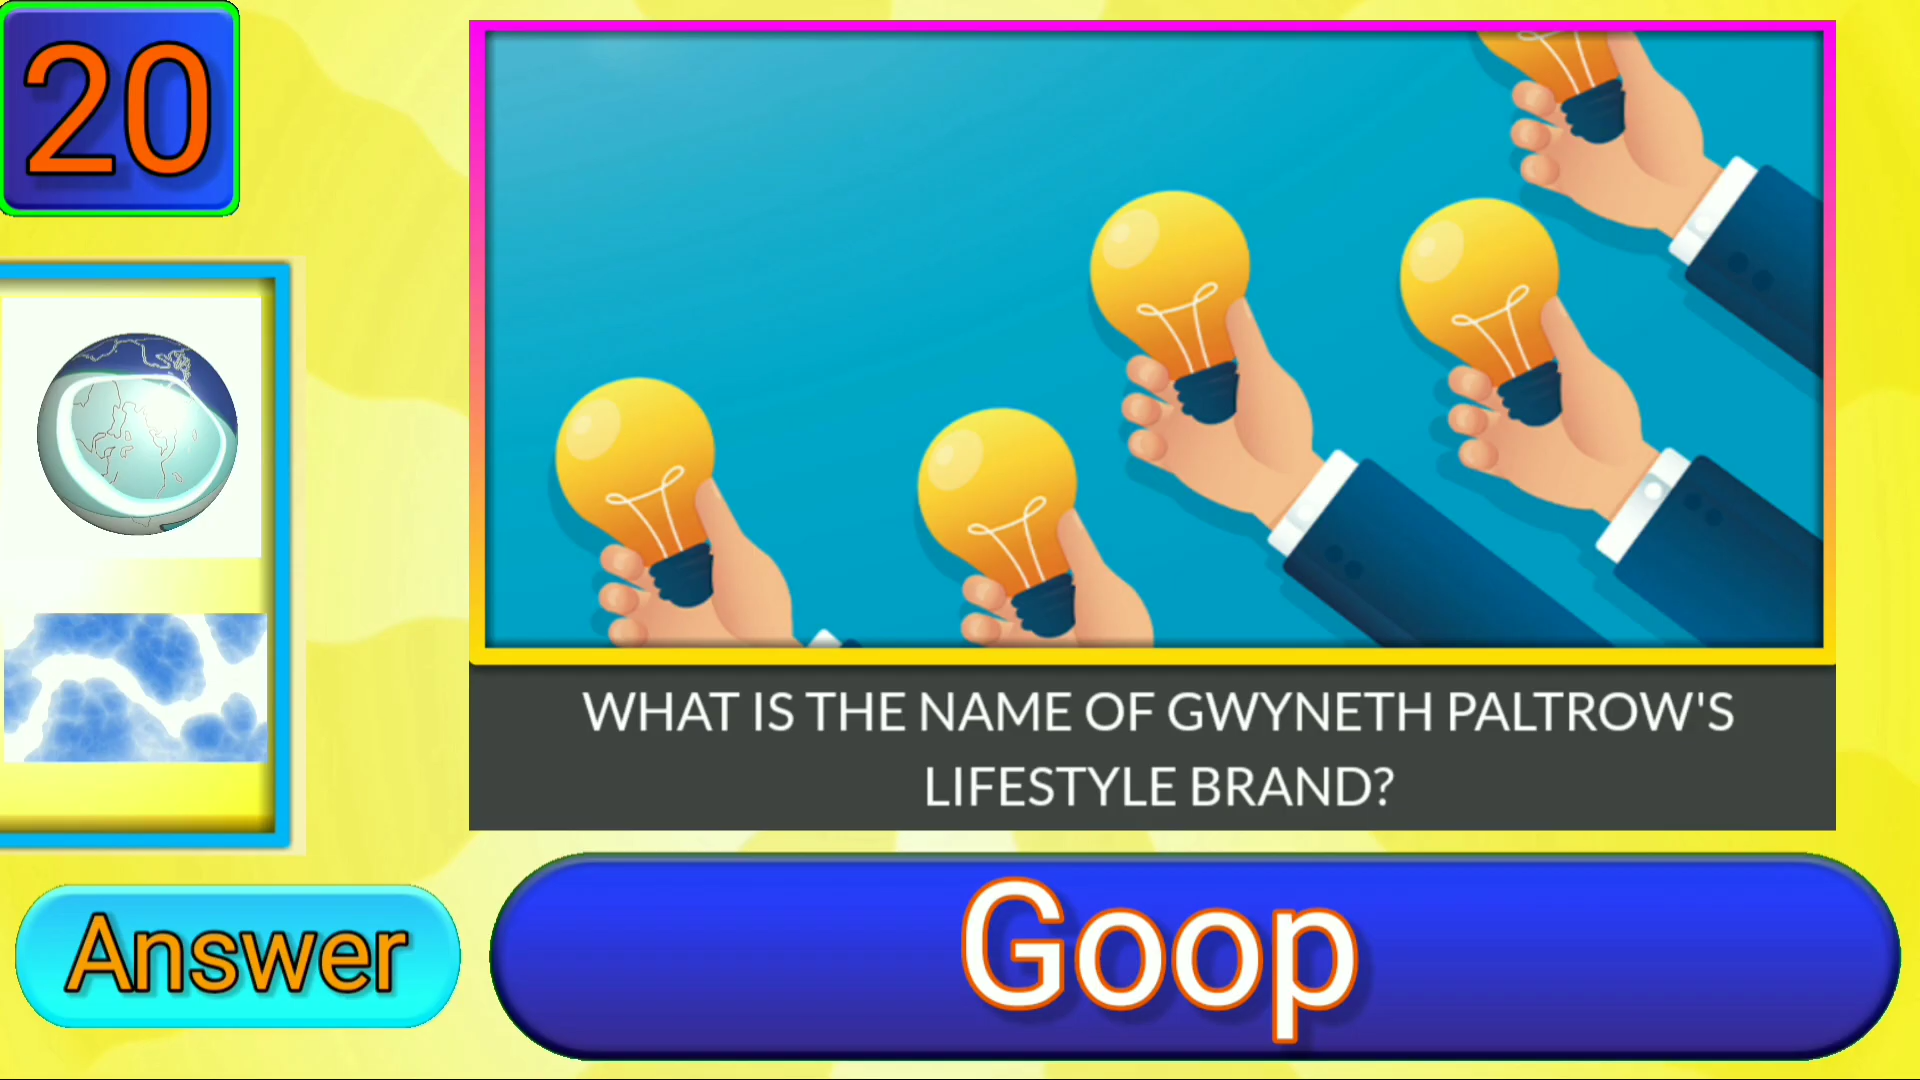 20
WHAT IS THE NAME OF GWYNETH PALTROW'S
LIFESTYLE BRAND?
Answer
Goop